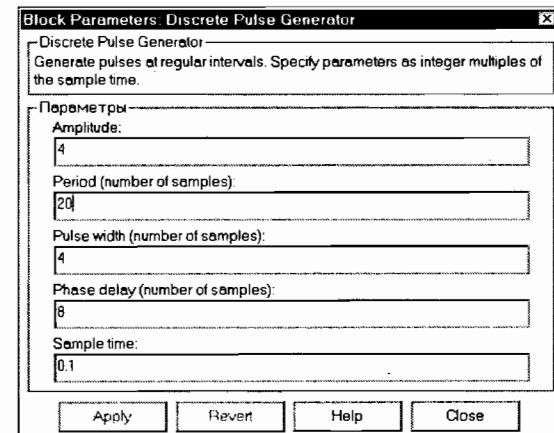 Block Parameters: Discrete Pulse Generator
Discrete Pulse Generator
Generate pulses at regular intervals. Specify parameters as integer multiples of
the sample time.
Параметры
Amplitude:
4
Period (number of samples):
20
Pulse width (number of samples):
4
Phase delay (number of samples):
8
Sample time:
0.1
Apply
Revert
Help
Close